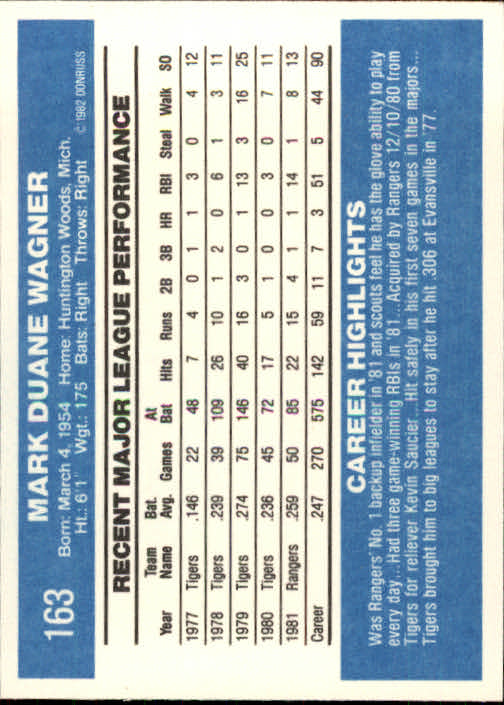 163
MARK DUANE WAGNER
Born: March 4, 1954 Home: Huntington Woods, Mich.
Ht.: 6'1" Wgt.: 175 Bats: Right Throws: Right © 1982 DONRUSS
RECENT MAJOR LEAGUE PERFORMANCE
Team Bat. At
Year Name Avg. Games Bat Hits Runs 2B 3B HR RBI Steal Walk SO
1977 Tigers .146 22 48 7 4 0 1 1 3 0 4 12
1978 Tigers .239 39 109 26 10 1 2 0 6 1 3 11
1979 Tigers .274 75 146 40 16 3 0 1 13 3 16 25
1980 Tigers .236 45 72 17 5 1 0 0 3 0 7 11
1981 Rangers .259 50 85 22 15 4 1 1 14 1 8 13
Career .247 270 575 142 59 11 7 3 51 5 44 90
CAREER HIGHLIGHTS
Was Rangers' No. 1 backup infielder in '81 and scouts feel he has the glove ability to play
every day...Had three game-winning RBIs in '81...Acquired by Rangers 12/10/80 from
Tigers for reliever Kevin Saucier...Hit safely in his first seven games in the majors...
Tigers brought him to big leagues to stay after he hit .306 at Evansville in '77.